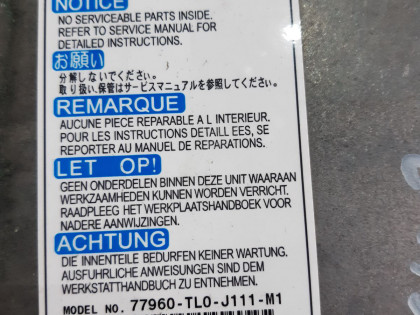 NOTICE
NO SERVICEABLE PARTS INSIDE.
REFER TO SERVICE MANUAL FOR
DETAILED INSTRUCTIONS.
お願い
分解しないでください。
取り扱い、保管はサービスマニュアルを参照してください。
REMARQUE
AUCUNE PIECE REPARABLE A L INTERIEUR.
POUR LES INSTRUCTIONS DETAILL EES, SE
REPORTER AU MANUEL DE REPARATIONS.
LET OP!
GEEN ONDERDELEN BINNEN DEZE UNIT WAARAAN
WERKZAAMHEDEN KUNNEN WORDEN VERRICHT.
RAADPLEEG HET WERKPLAATSHANDBOEK VOOR
NADERE AANWIJZINGEN.
ACHTUNG
DIE INNENTEILE BEDURFEN KEINER WARTUNG.
AUSFUHRLICHE ANWEISUNGEN SIND DEM
WERKSTATTHANDBUCH ZU ENTNEHMEN.
MODEL NO. 77960-TL0-J111-M1